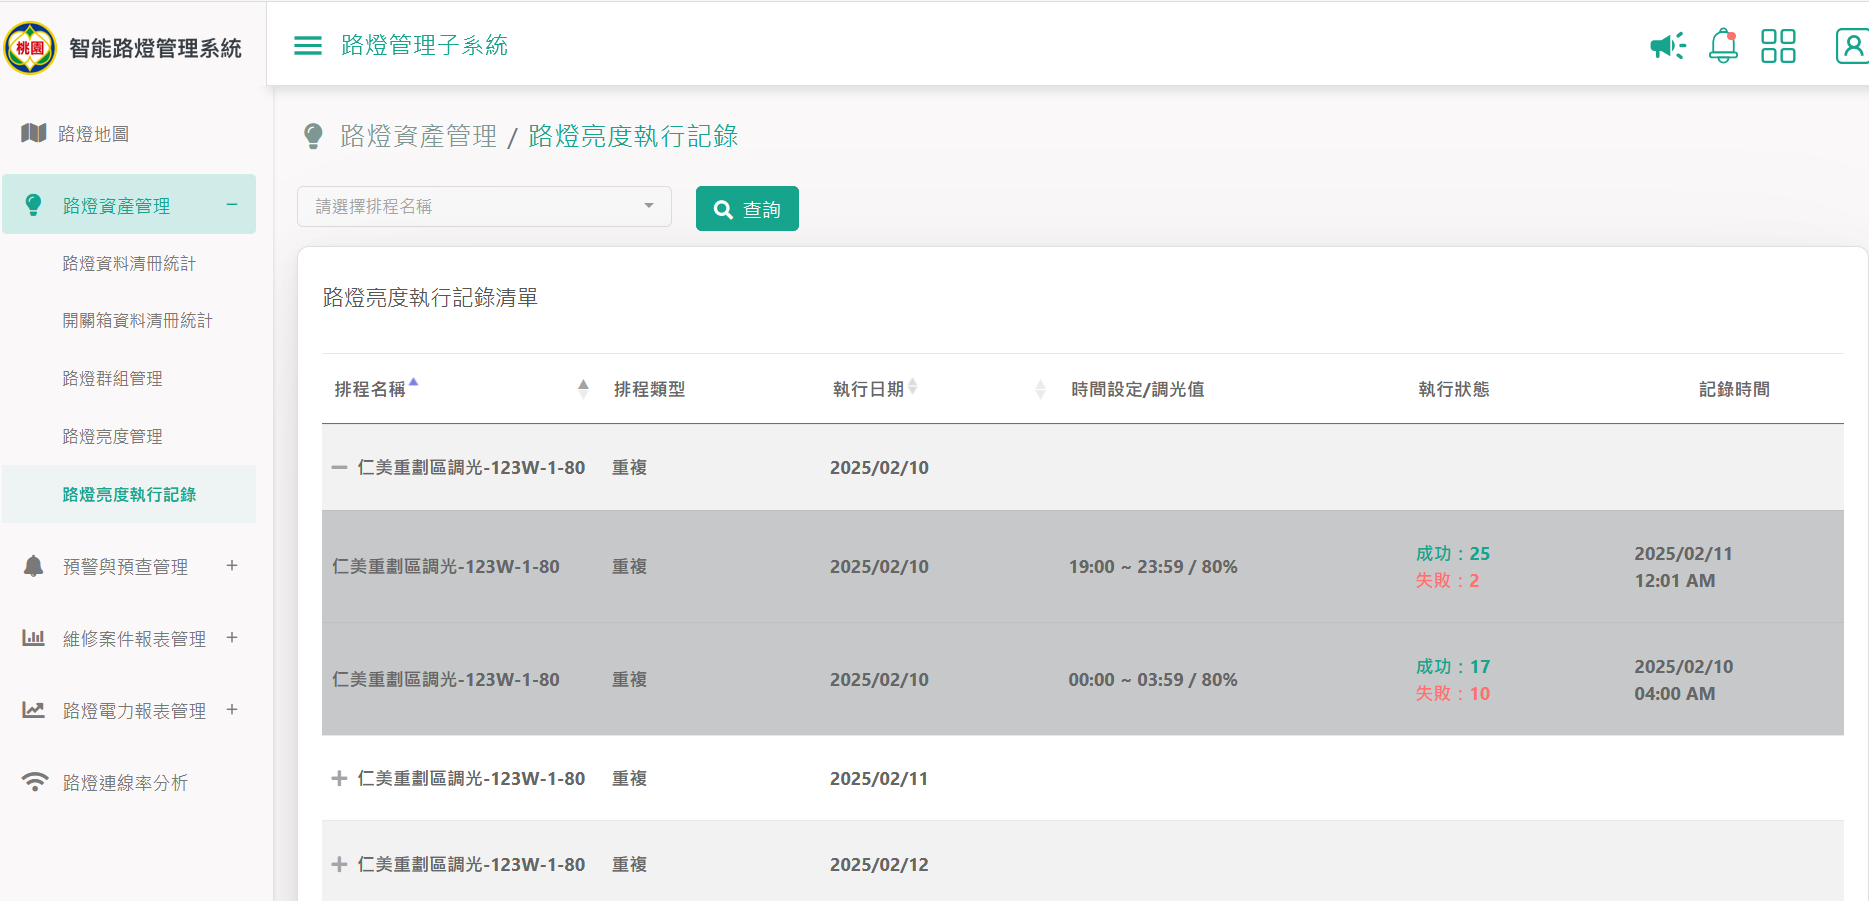 桃園
智能路燈管理系統
路燈管理子系統
路燈地圖
路燈資產管理
路燈資料清冊統計
開關箱資料清冊統計
路燈群組管理
路燈亮度管理
路燈亮度執行記錄
預警與預查管理
維修案件報表管理
路燈電力報表管理
路燈連線率分析
路燈資產管理 / 路燈亮度執行記錄
請選擇排程名稱
查詢
路燈亮度執行記錄清單
排程名稱 排程類型 執行日期 時間設定/調光值 執行狀態 記錄時間
仁美重劃區調光-123W-1-80 重複 2025/02/10
仁美重劃區調光-123W-1-80 重複 2025/02/10 19:00 ~ 23:59 / 80% 成功：25 2025/02/11
失敗：2 12:01 AM
仁美重劃區調光-123W-1-80 重複 2025/02/10 00:00 ~ 03:59 / 80% 成功：17 2025/02/10
失敗：10 04:00 AM
仁美重劃區調光-123W-1-80 重複 2025/02/11
仁美重劃區調光-123W-1-80 重複 2025/02/12